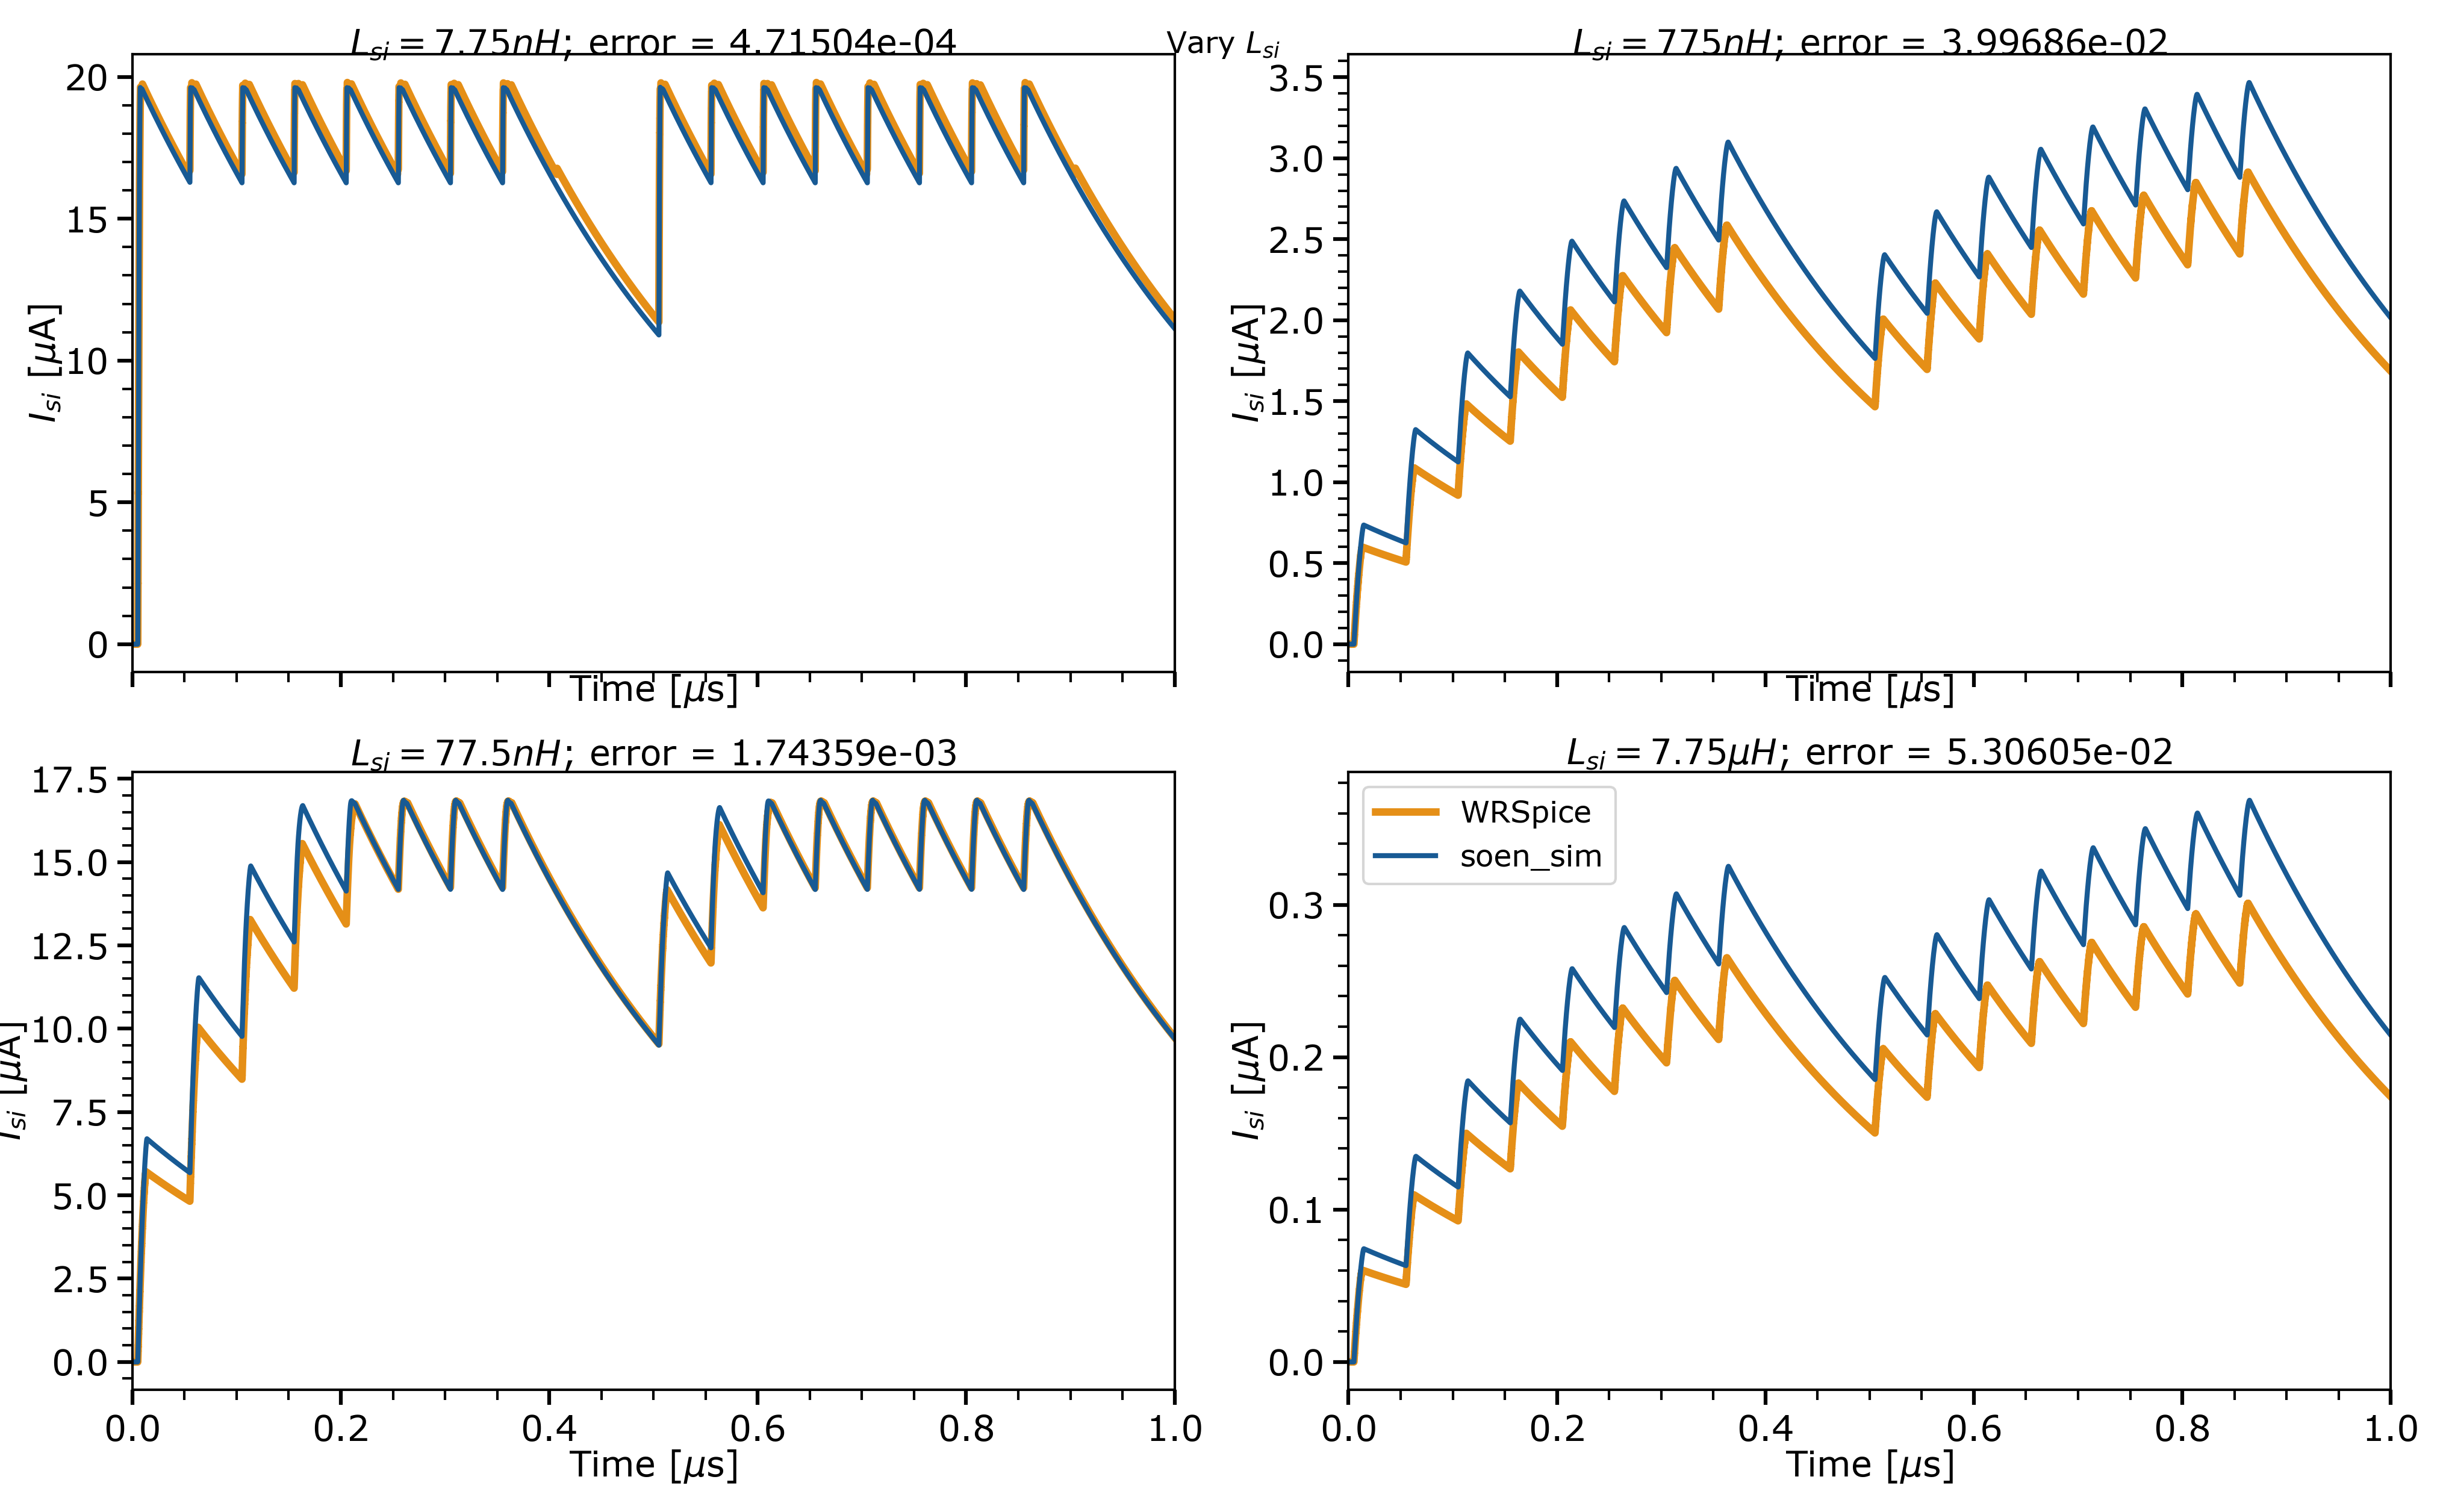 Vary L_si
L_si = 7.75nH; error = 4.71504e-04
20
15
10
5
0
I_si [μA]
Time [μs]
L_si = 775nH; error = 3.99686e-02
3.5
3.0
2.5
2.0
1.5
1.0
0.5
0.0
I_si [μA]
Time [μs]
L_si = 77.5nH; error = 1.74359e-03
17.5
15.0
12.5
10.0
7.5
5.0
2.5
0.0
I_si [μA]
0.0 0.2 0.4 0.6 0.8 1.0
Time [μs]
L_si = 7.75μH; error = 5.30605e-02
WRSpice
soen_sim
0.3
0.2
0.1
0.0
I_si [μA]
0.0 0.2 0.4 0.6 0.8 1.0
Time [μs]